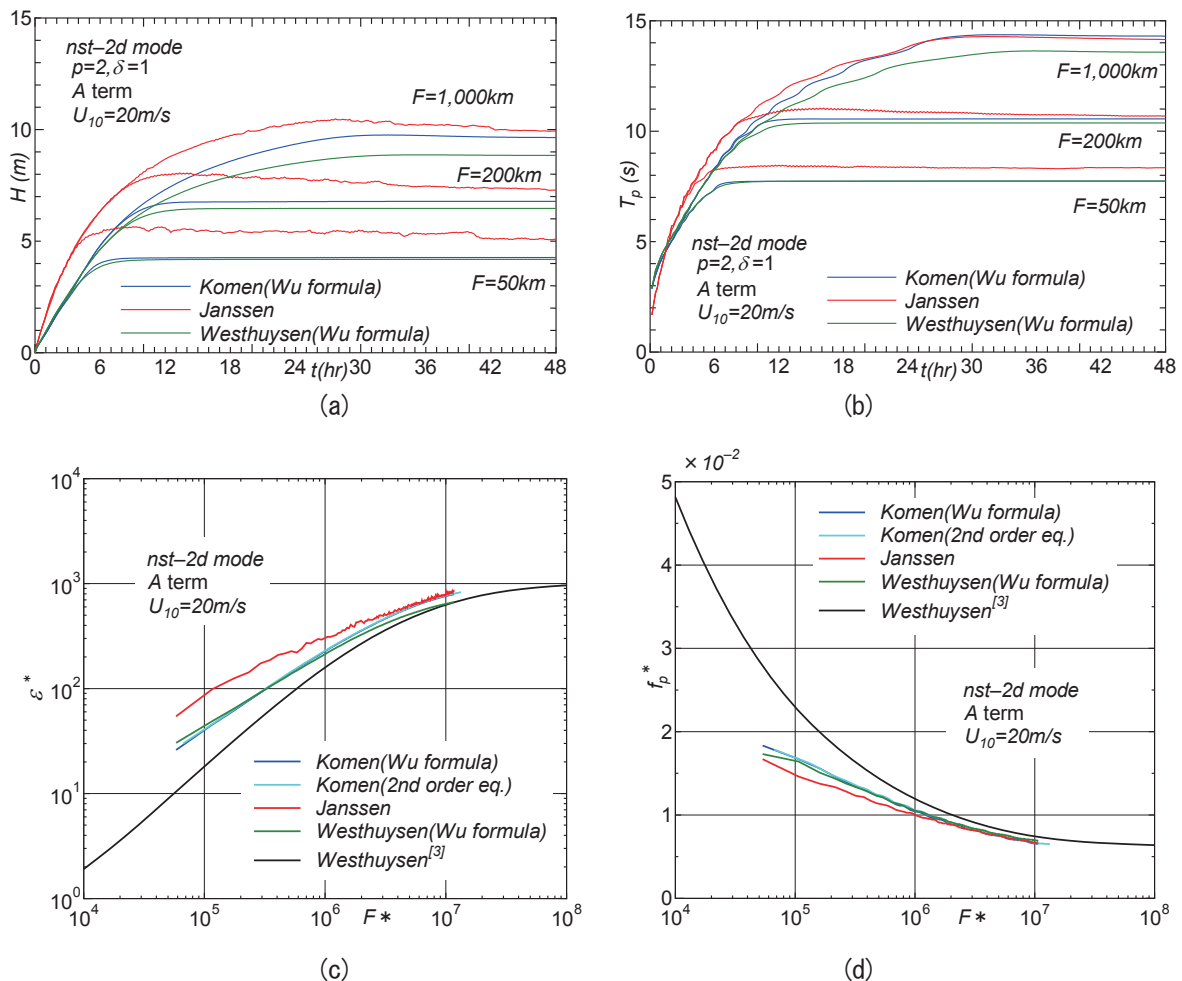 15
10
5
0
H (m)
nst–2d mode
p=2,δ=1
A term
U10=20m/s
F=1,000km
F=200km
F=50km
Komen(Wu formula)
Janssen
Westhuysen(Wu formula)
0 6 12 18 24 30 36 42 48
t(hr)
(a)
15
10
5
0
Tp (s)
F=1,000km
F=200km
F=50km
nst–2d mode
p=2,δ=1
A term
U10=20m/s
Komen(Wu formula)
Janssen
Westhuysen(Wu formula)
0 6 12 18 24 30 36 42 48
t(hr)
(b)
10^4
10^3
10^2
10^1
10^0
ε*
nst–2d mode
A term
U10=20m/s
Komen(Wu formula)
Komen(2nd order eq.)
Janssen
Westhuysen(Wu formula)
Westhuysen[3]
10^4 10^5 10^6 10^7 10^8
F*
(c)
×10^–2
5
4
3
2
1
0
fp*
Komen(Wu formula)
Komen(2nd order eq.)
Janssen
Westhuysen(Wu formula)
Westhuysen[3]
nst–2d mode
A term
U10=20m/s
10^4 10^5 10^6 10^7 10^8
F*
(d)